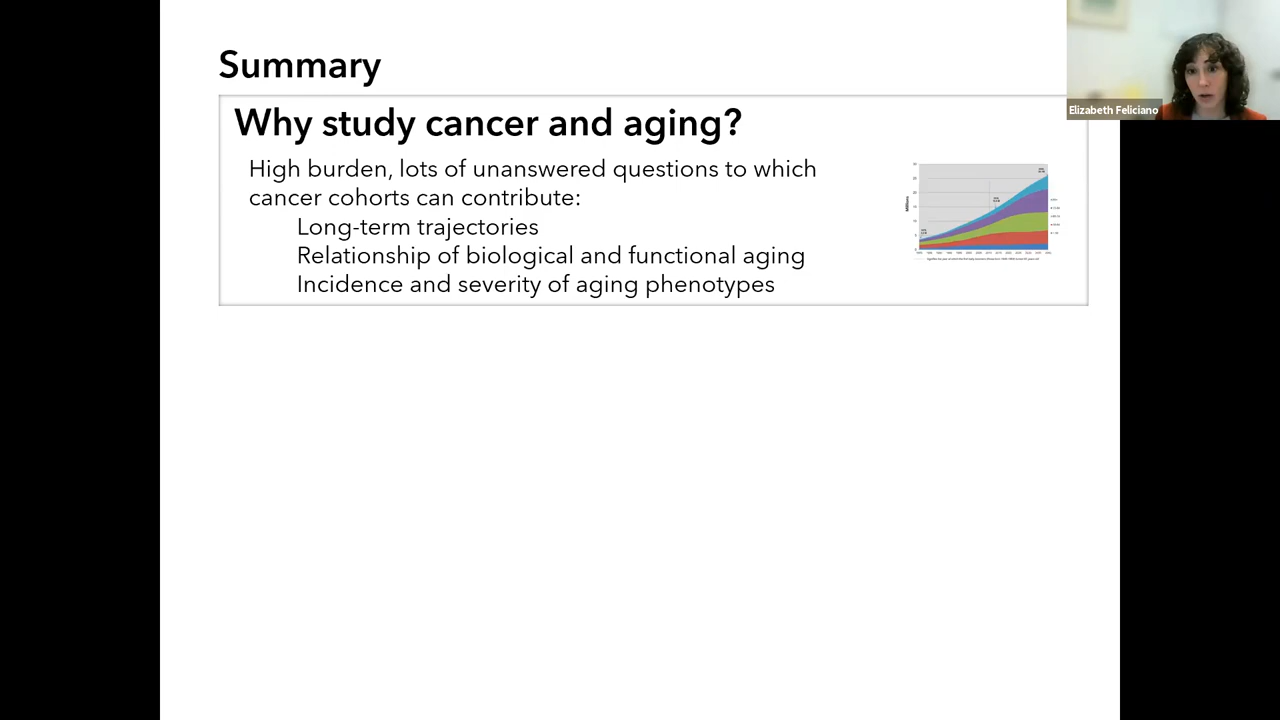 Summary
Why study cancer and aging?
High burden, lots of unanswered questions to which
cancer cohorts can contribute:
Long-term trajectories
Relationship of biological and functional aging
Incidence and severity of aging phenotypes
Millions
Elizabeth Feliciano